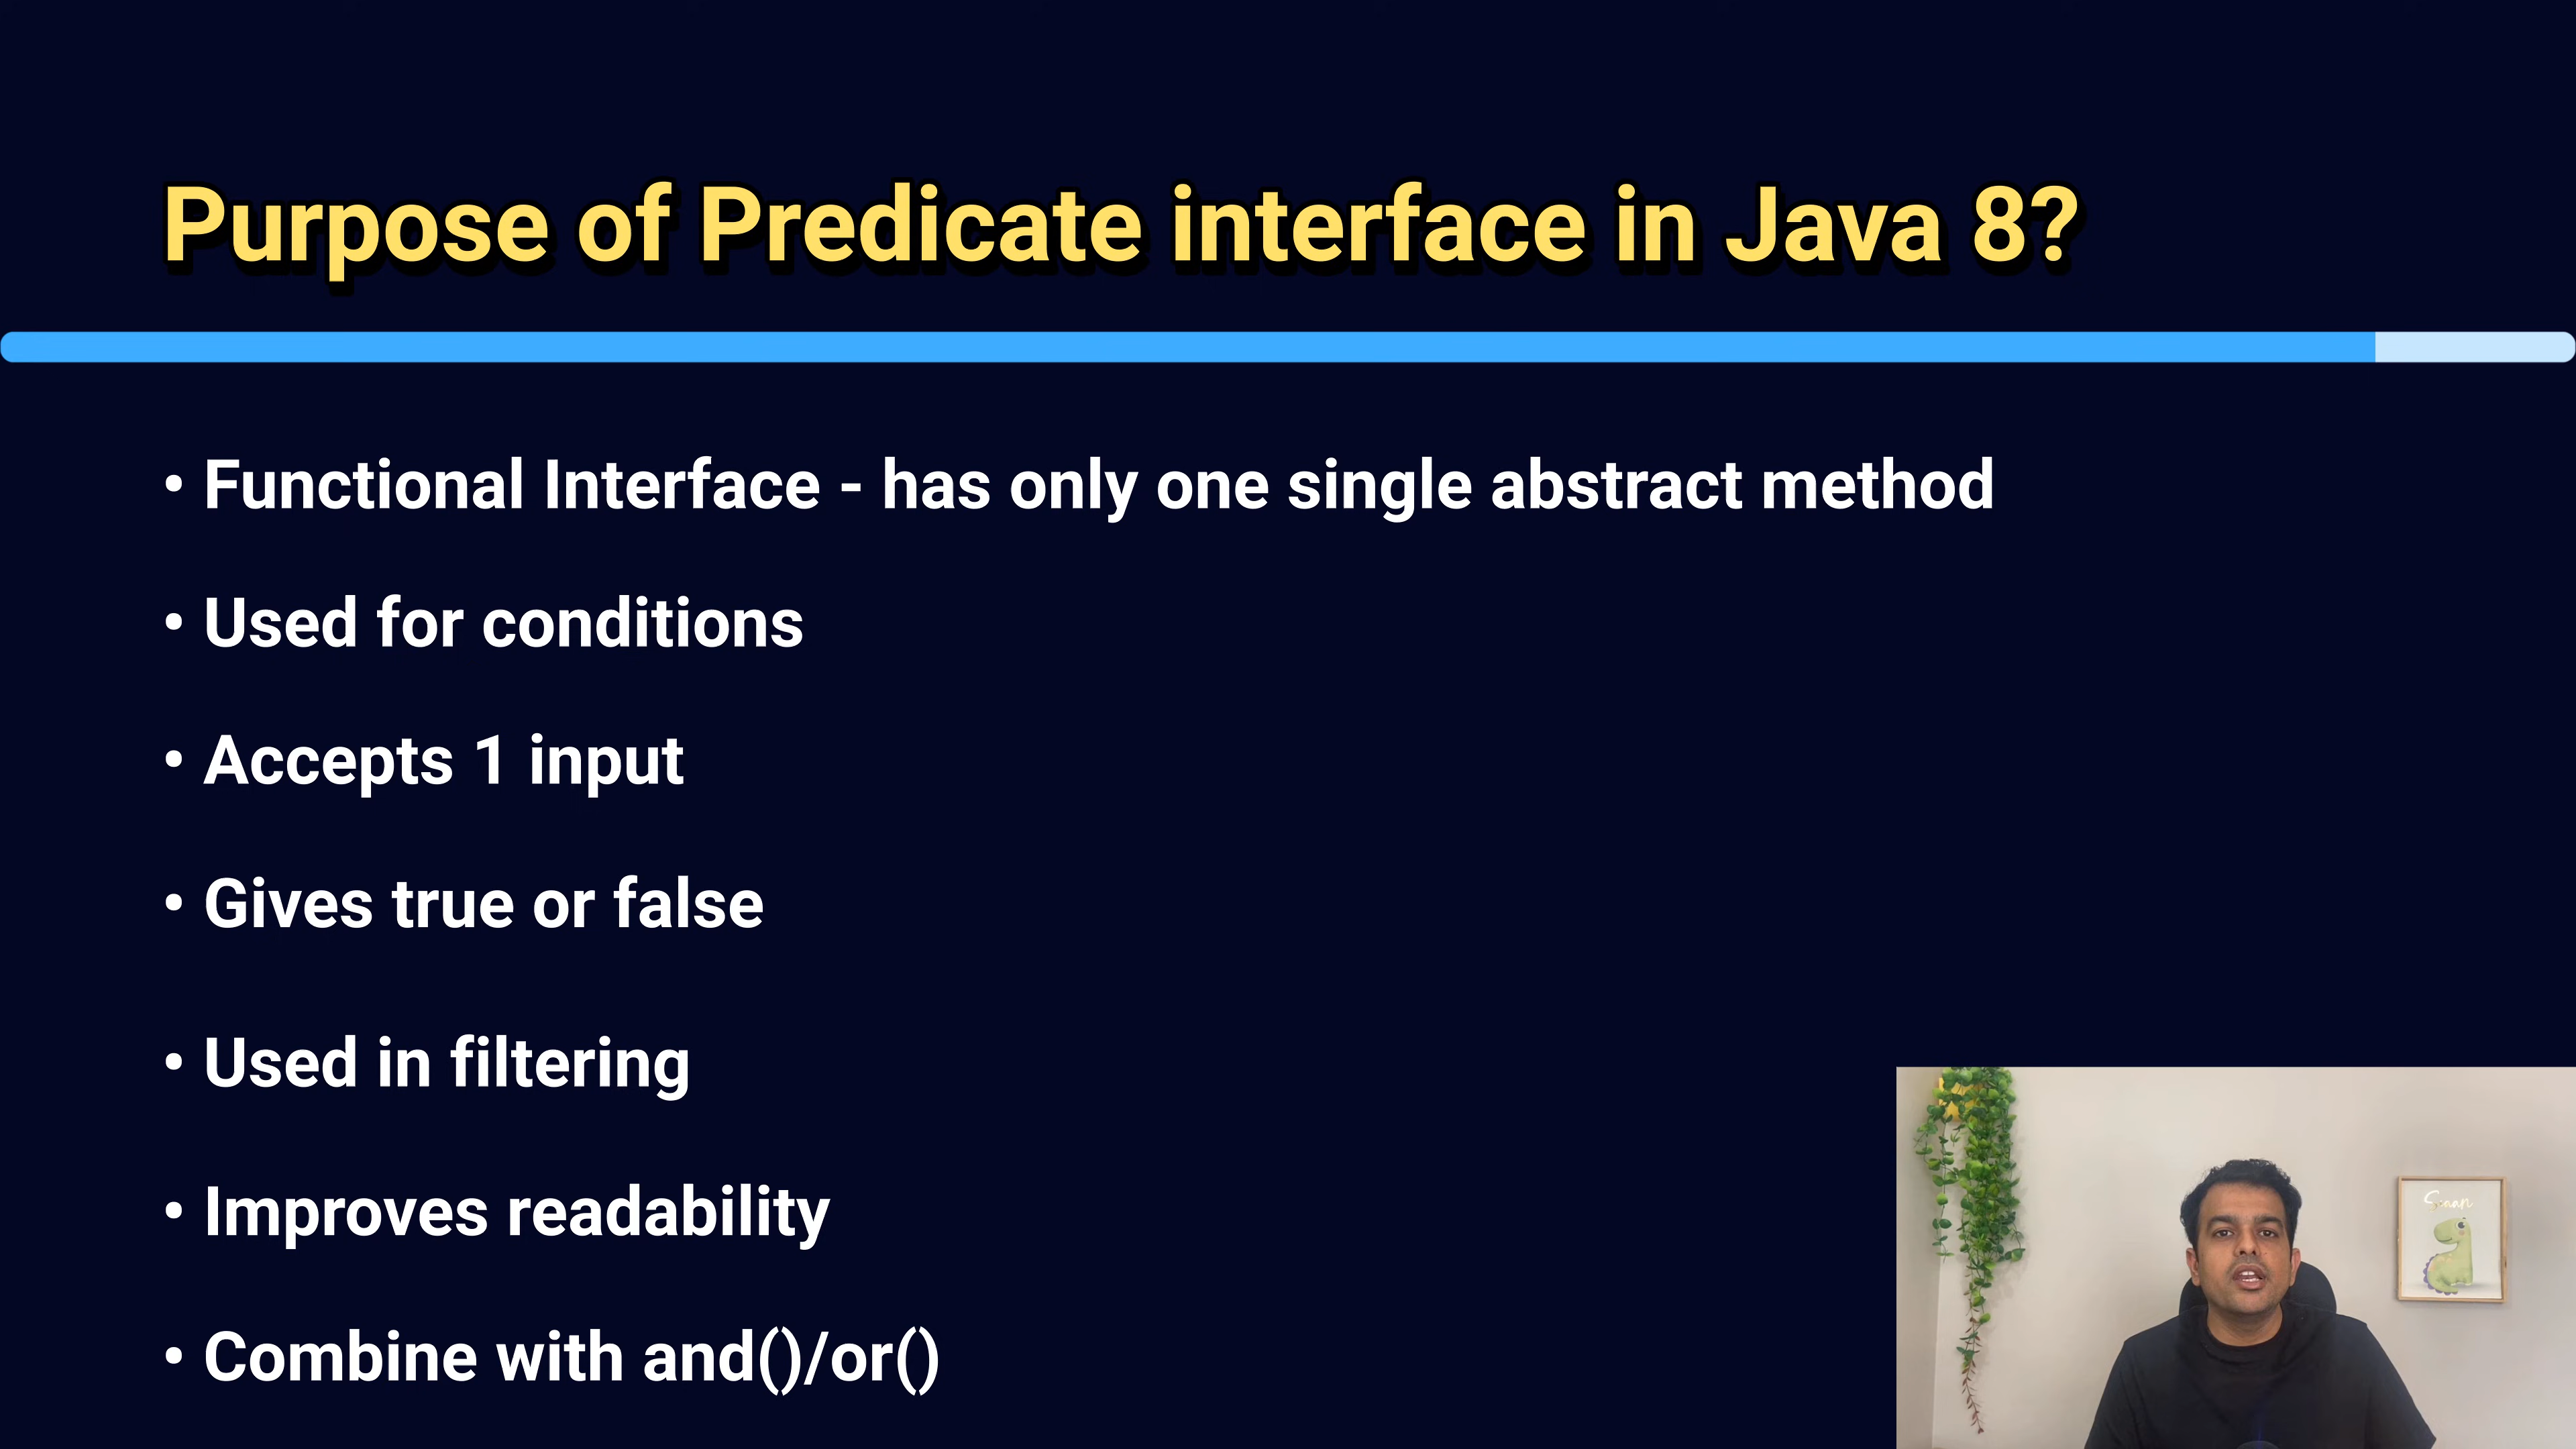 Purpose of Predicate interface in Java 8?
• Functional Interface - has only one single abstract method
• Used for conditions
• Accepts 1 input
• Gives true or false
• Used in filtering
• Improves readability
• Combine with and()/or()